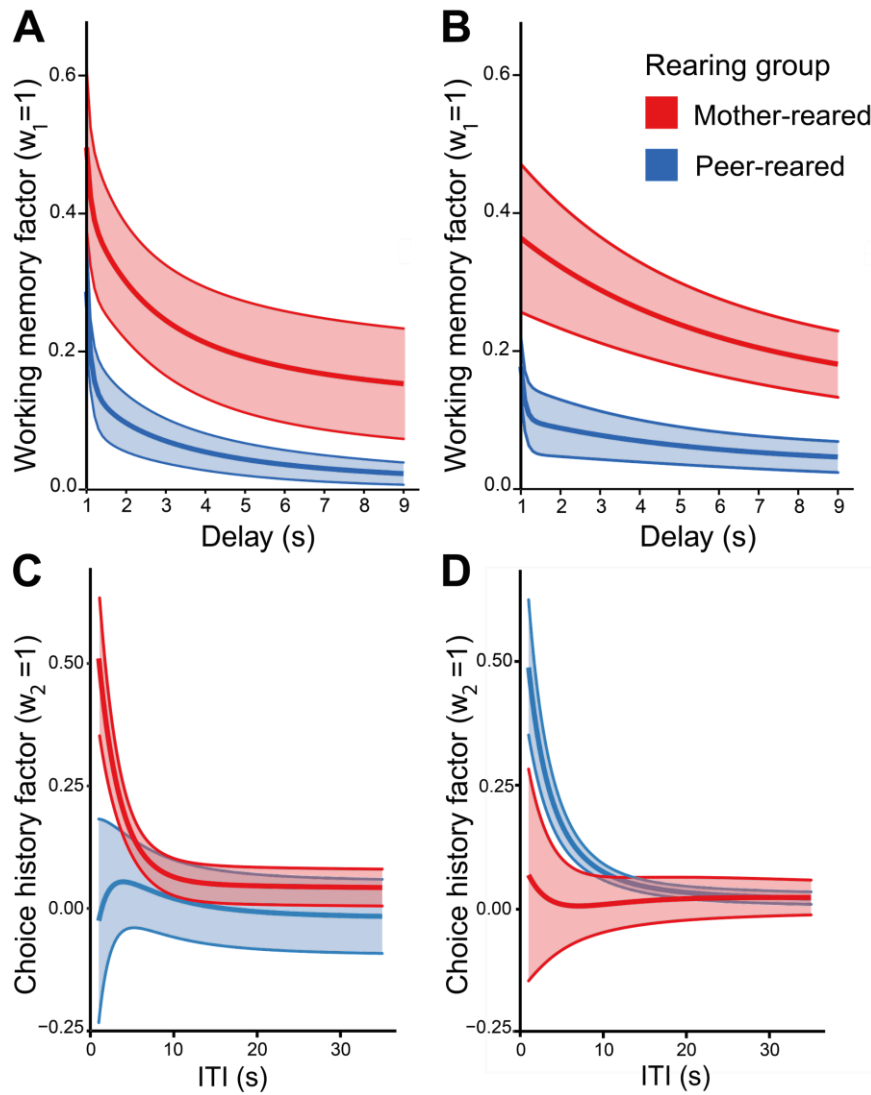 A
B
Working memory factor (w1=1)
0.6
0.4
0.2
0.0
1 2 3 4 5 6 7 8 9
Delay (s)
Working memory factor (w1=1)
0.6
0.4
0.2
0.0
1 2 3 4 5 6 7 8 9
Delay (s)
Rearing group
Mother-reared
Peer-reared
C
Choice history factor (w2 =1)
0.50
0.25
0.00
−0.25
0 10 20 30
ITI (s)
D
Choice history factor (w2 =1)
0.50
0.25
0.00
−0.25
0 10 20 30
ITI (s)